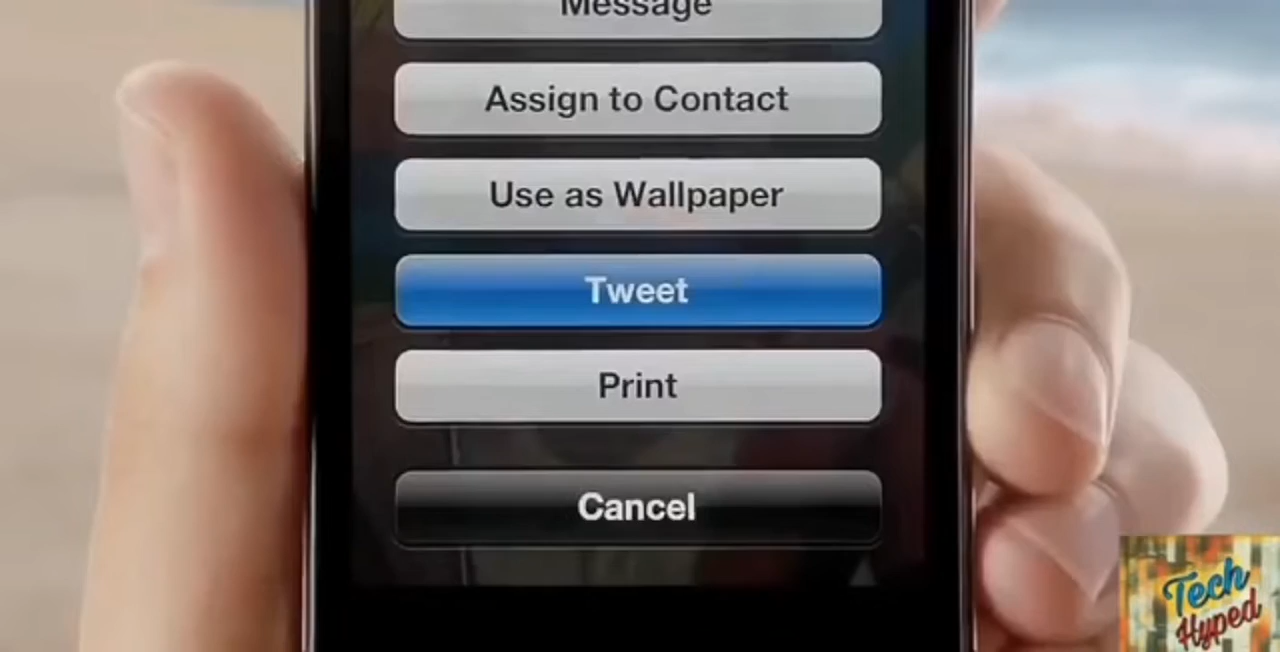 Message
Assign to Contact
Use as Wallpaper
Tweet
Print
Cancel
Tech
Hyped